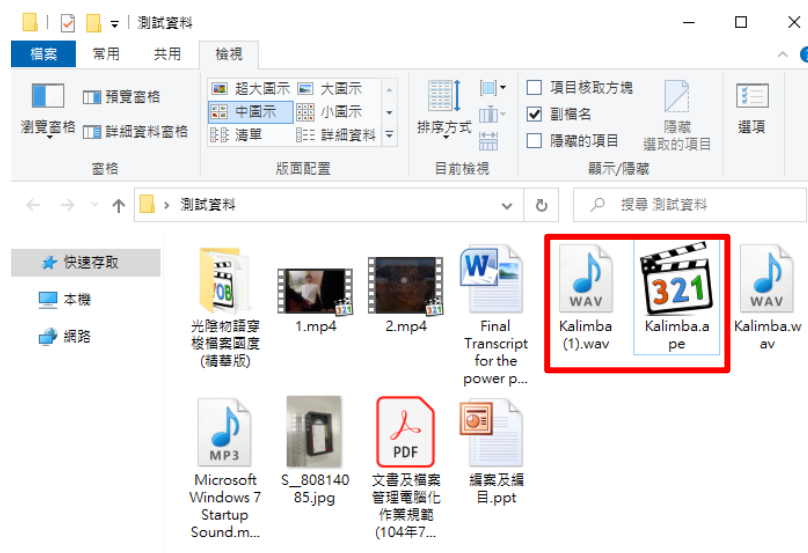 測試資料
檔案 常用 共用 檢視
瀏覽窗格
預覽窗格
詳細資料窗格
窗格
超大圖示 大圖示
中圖示 小圖示
清單 詳細資料
版面配置
排序方式
目前檢視
項目核取方塊
副檔名
隱藏的項目
隱藏
選取的項目
顯示/隱藏
選項
測試資料
搜尋 測試資料
快速存取
本機
網路
光陰物語穿
梭檔案國度
(精華版)
321
1.mp4
321
2.mp4
W
Final
Transcript
for the
power p...
WAV
Kalimba
(1).wav
321
Kalimba.a
pe
WAV
Kalimba.w
av
MP3
Microsoft
Windows 7
Startup
Sound.m...
S__808140
85.jpg
PDF
文書及檔案
管理電腦化
作業規範
(104年7...
編案及編
目.ppt